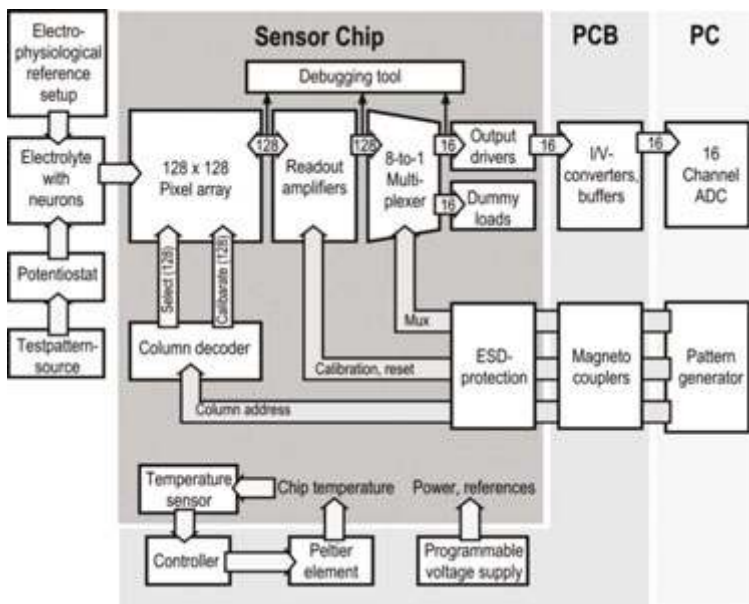 Sensor Chip
PCB
PC
Electro-
physiological
reference
setup
Debugging tool
Electrolyte
with
neurons
128 x 128
Pixel array
128
Readout
amplifiers
128
8-to-1
Multi-
plexer
16
Output
drivers
16
I/V-
converters,
buffers
16
16
Channel
ADC
16
Dummy
loads
Potentiostat
Testpattern-
source
Select (128)
Calibarate (128)
Column decoder
Mux
Calibration, reset
Column address
ESD-
protection
Magneto
couplers
Pattern
generator
Temperature
sensor
Chip temperature
Power, references
Controller
Peltier
element
Programmable
voltage supply